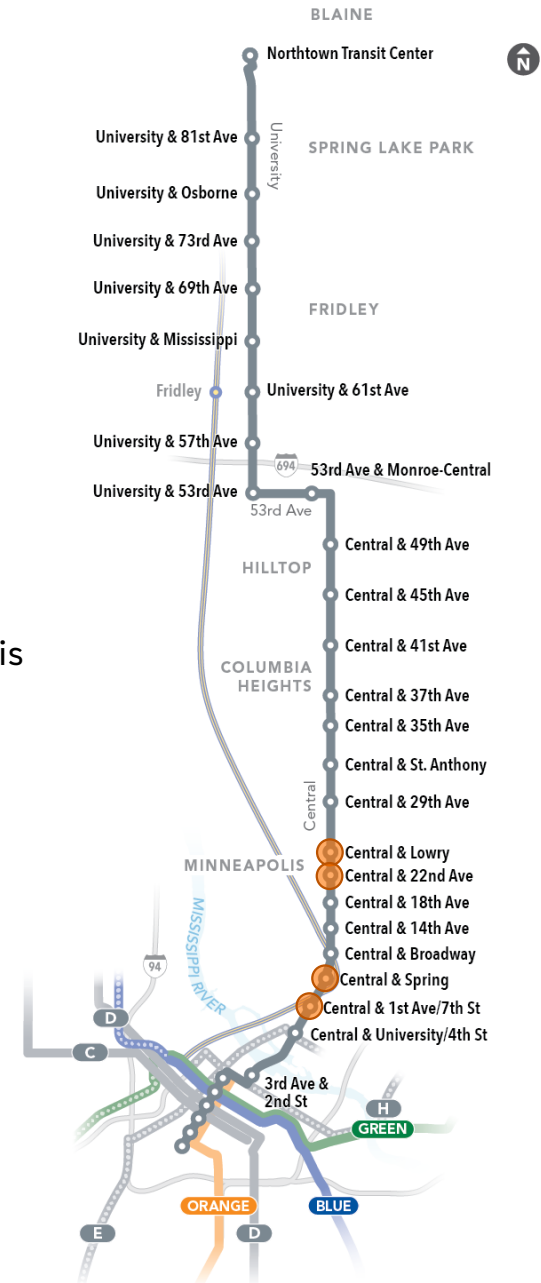 BLAINE
Northtown Transit Center
N
University & 81st Ave
University
SPRING LAKE PARK
University & Osborne
University & 73rd Ave
University & 69th Ave
FRIDLEY
University & Mississippi
Fridley
University & 61st Ave
University & 57th Ave
694
53rd Ave & Monroe-Central
University & 53rd Ave
53rd Ave
Central & 49th Ave
HILLTOP
Central & 45th Ave
is
Central & 41st Ave
COLUMBIA
HEIGHTS
Central & 37th Ave
Central & 35th Ave
Central & St. Anthony
Central
Central & 29th Ave
Central & Lowry
MINNEAPOLIS
Central & 22nd Ave
Central & 18th Ave
Central & 14th Ave
MISSISSIPPI RIVER
Central & Broadway
94
Central & Spring
Central & 1st Ave/7th St
D
Central & University/4th St
C
3rd Ave &
2nd St
H
GREEN
ORANGE
BLUE
E
D